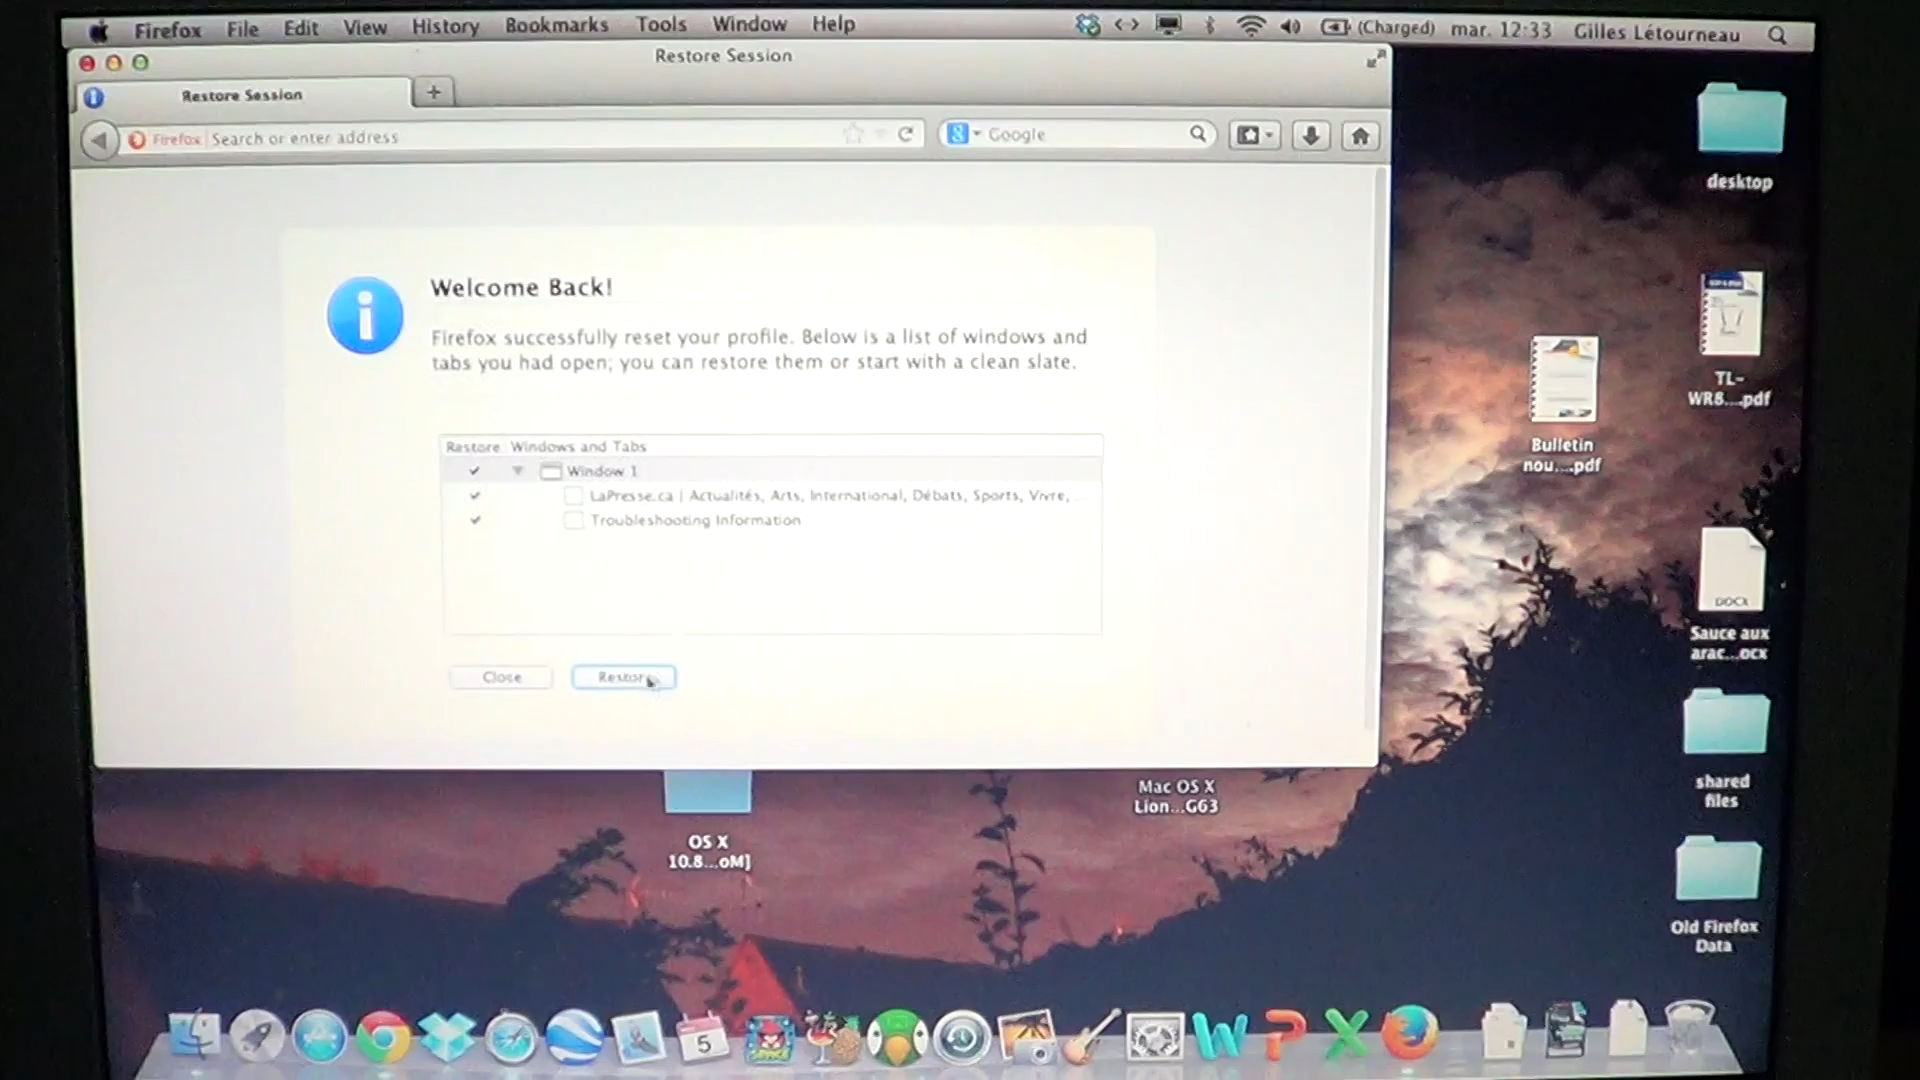 Firefox File Edit View History Bookmarks Tools Window Help (Charged) mar. 12:33 Gilles Létourneau
Restore Session
Restore Session
Firefox Search or enter address
Google
Welcome Back!
Firefox successfully reset your profile. Below is a list of windows and
tabs you had open; you can restore them or start with a clean slate.
Restore Windows and Tabs
Window 1
LaPresse.ca | Actualités, Arts, International, Débats, Sports, Vivre,
Troubleshooting Information
Close Restore
desktop
TL-
WR8....pdf
Bulletin
nou....pdf
DOCX
Sauce aux
arac...ocx
shared
files
Old Firefox
Data
Mac OS X
Lion...G63
OS X
10.8...oM]
5